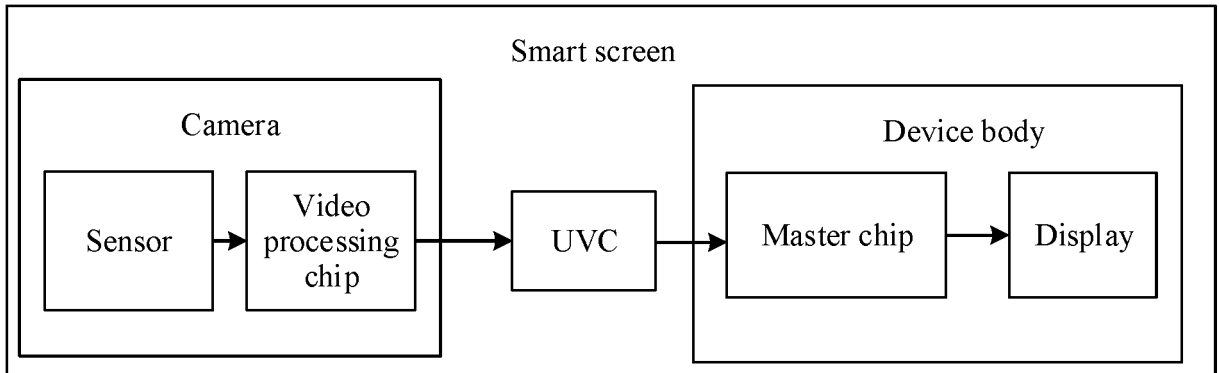 Smart screen
Camera
Device body
Sensor
Video
processing
chip
UVC
Master chip
Display